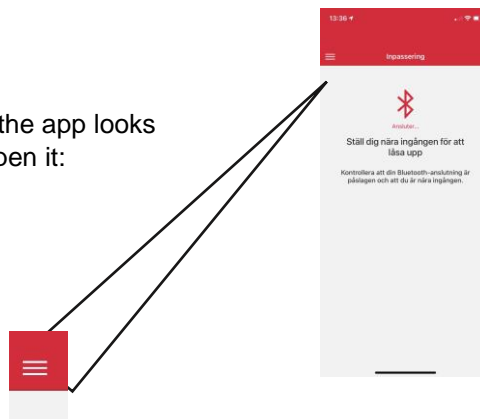 the app looks
pen it:
13:36
Inpassering
Ansluter...
Ställ dig nära ingången för att
låsa upp
Kontrollera att din Bluetooth-anslutning är
påslagen och att du är nära ingången.